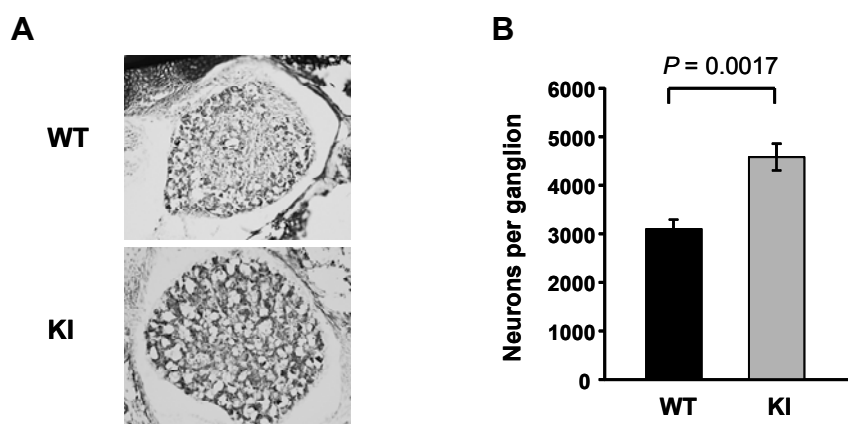 A
WT
KI
B
P = 0.0017
Neurons per ganglion
6000
5000
4000
3000
2000
1000
0
WT
KI